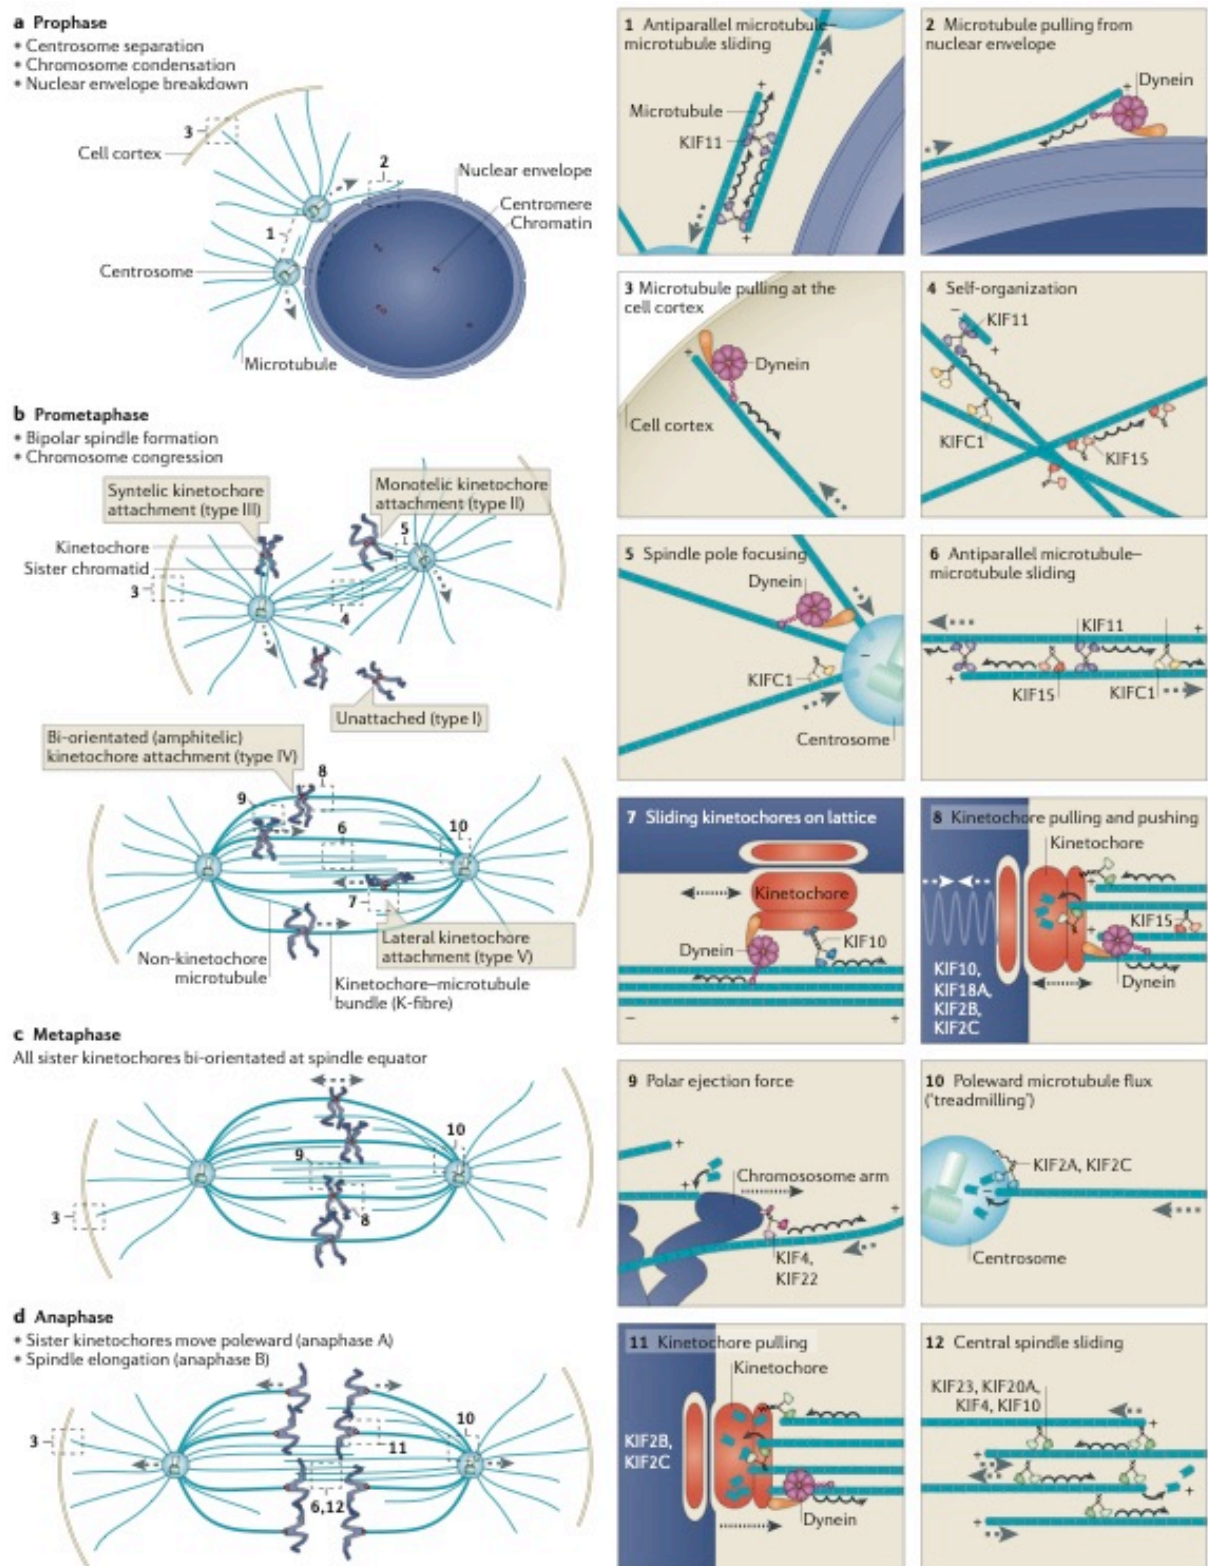 a Prophase
• Centrosome separation
• Chromosome condensation
• Nuclear envelope breakdown
3
Cell cortex
2
Nuclear envelope
Centromere
Chromatin
1
Centrosome
Microtubule
b Prometaphase
• Bipolar spindle formation
• Chromosome congression
Syntelic kinetochore
attachment (type III)
Monotelic kinetochore
attachment (type II)
5
Kinetochore
Sister chromatid
3
4
Unattached (type I)
Bi-orientated (amphitelic)
kinetochore attachment (type IV)
8
9
6
10
7
Lateral kinetochore
attachment (type V)
Non-kinetochore
microtubule
Kinetochore–microtubule
bundle (K-fibre)
c Metaphase
All sister kinetochores bi-orientated at spindle equator
10
9
3
8
d Anaphase
• Sister kinetochores move poleward (anaphase A)
• Spindle elongation (anaphase B)
10
3
11
6,12
1 Antiparallel microtubule–
microtubule sliding
+
Microtubule
KIF11
+
2 Microtubule pulling from
nuclear envelope
+
Dynein
3 Microtubule pulling at the
cell cortex
+
Dynein
Cell cortex
4 Self-organization
–
KIF11
+
KIFC1
KIF15
5 Spindle pole focusing
Dynein
–
KIFC1
Centrosome
6 Antiparallel microtubule–
microtubule sliding
KIF11
+
+
KIF15
KIFC1
7 Sliding kinetochores on lattice
Kinetochore
Dynein
KIF10
–
+
8 Kinetochore pulling and pushing
Kinetochore
+
KIF15
+
KIF10,
KIF18A,
KIF2B,
KIF2C
Dynein
9 Polar ejection force
+
+
Chromososome arm
+
KIF4,
KIF22
10 Poleward microtubule flux
('treadmilling')
KIF2A, KIF2C
–
Centrosome
11 Kinetochore pulling
Kinetochore
KIF2B,
KIF2C
Dynein
12 Central spindle sliding
KIF23, KIF20A,
KIF4, KIF10
+
+
+
+